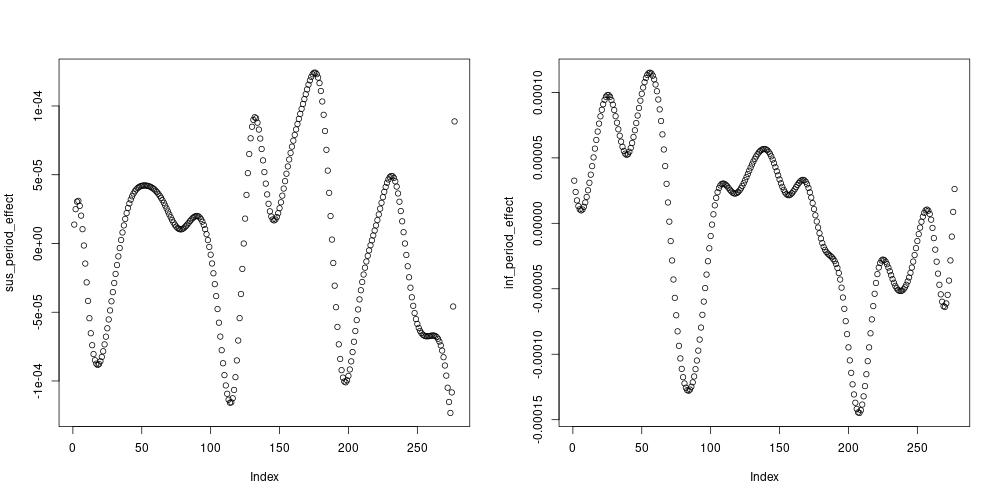 sus_period_effect
1e-04
5e-05
0e+00
-5e-05
-1e-04
0 50 100 150 200 250
Index
inf_period_effect
0.00010
0.00005
0.00000
-0.00005
-0.00010
-0.00015
0 50 100 150 200 250
Index